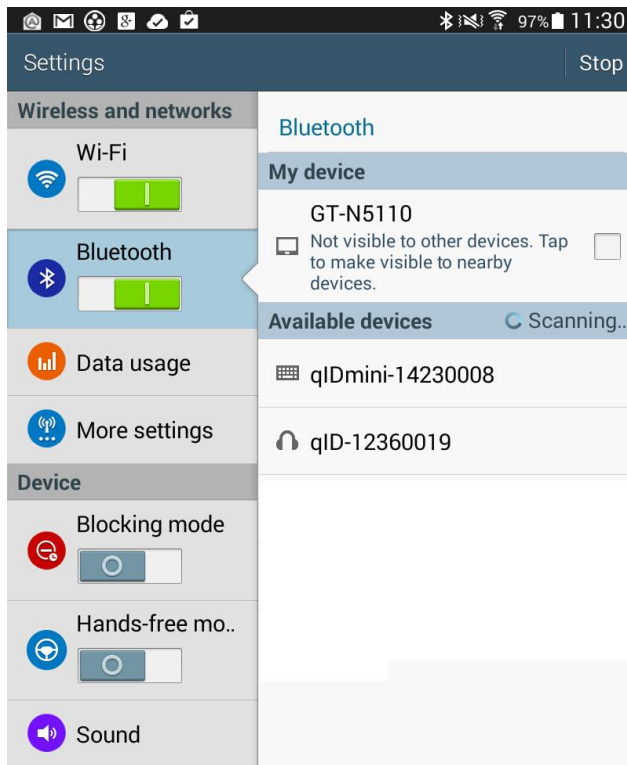 97% 11:30
Settings
Stop
Wireless and networks
Wi-Fi
Bluetooth
Data usage
More settings
Device
Blocking mode
Hands-free mo..
Sound
Bluetooth
My device
GT-N5110
Not visible to other devices. Tap
to make visible to nearby
devices.
Available devices
Scanning..
qIDmini-14230008
qID-12360019